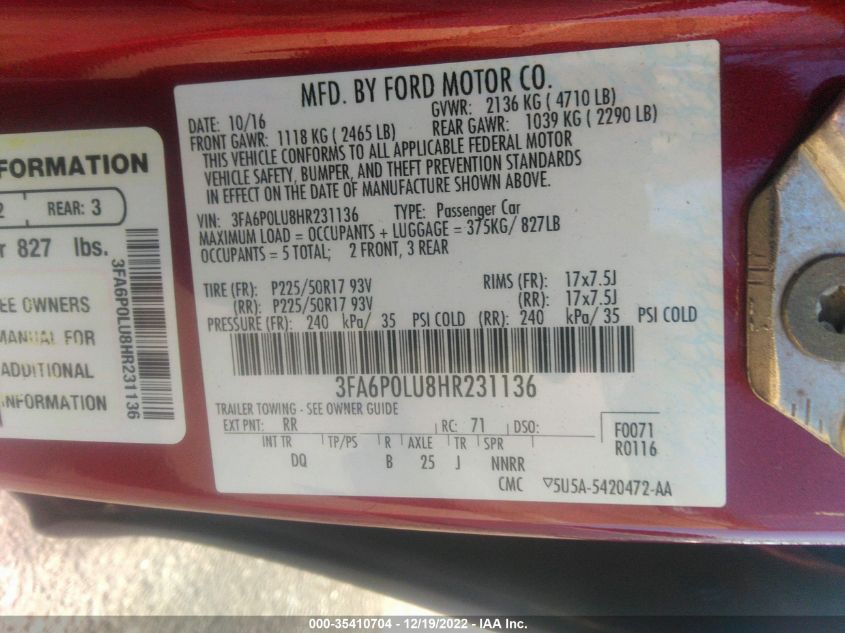 FORMATION
2 REAR: 3
r 827 lbs.
EE OWNERS
MANUAL FOR
ADDITIONAL
INFORMATION
3FA6P0LU8HR231136
MFD. BY FORD MOTOR CO.
DATE: 10/16 GVWR: 2136 KG ( 4710 LB)
FRONT GAWR: 1118 KG ( 2465 LB) REAR GAWR: 1039 KG ( 2290 LB)
THIS VEHICLE CONFORMS TO ALL APPLICABLE FEDERAL MOTOR
VEHICLE SAFETY, BUMPER, AND THEFT PREVENTION STANDARDS
IN EFFECT ON THE DATE OF MANUFACTURE SHOWN ABOVE.
VIN: 3FA6P0LU8HR231136 TYPE: Passenger Car
MAXIMUM LOAD = OCCUPANTS + LUGGAGE = 375KG/ 827LB
OCCUPANTS = 5 TOTAL; 2 FRONT, 3 REAR
TIRE (FR): P225/50R17 93V RIMS (FR): 17x7.5J
(RR): P225/50R17 93V (RR): 17x7.5J
PRESSURE (FR): 240 kPa/ 35 PSI COLD (RR): 240 kPa/ 35 PSI COLD
3FA6P0LU8HR231136
TRAILER TOWING - SEE OWNER GUIDE
EXT PNT: RR RC: 71 DSO: F0071
INT TR TP/PS R AXLE TR SPR R0116
DQ B 25 J NNRR
CMC ▽5U5A-5420472-AA
000-35410704 - 12/19/2022 - IAA Inc.